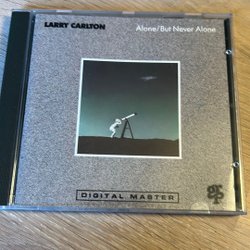 LARRY CARLTON
Alone/But Never Alone
DIGITAL MASTER
GRP